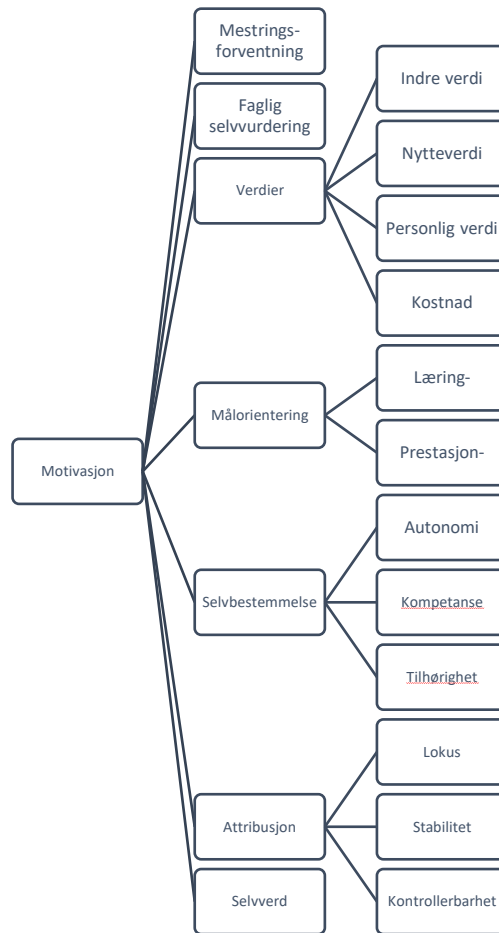 Mestrings-
forventning
Faglig
selvvurdering
Verdier
Indre verdi
Nytteverdi
Personlig verdi
Kostnad
Målorientering
Læring-
Prestasjon-
Motivasjon
Selvbestemmelse
Autonomi
Kompetanse
Tilhørighet
Attribusjon
Lokus
Stabilitet
Kontrollerbarhet
Selvverd